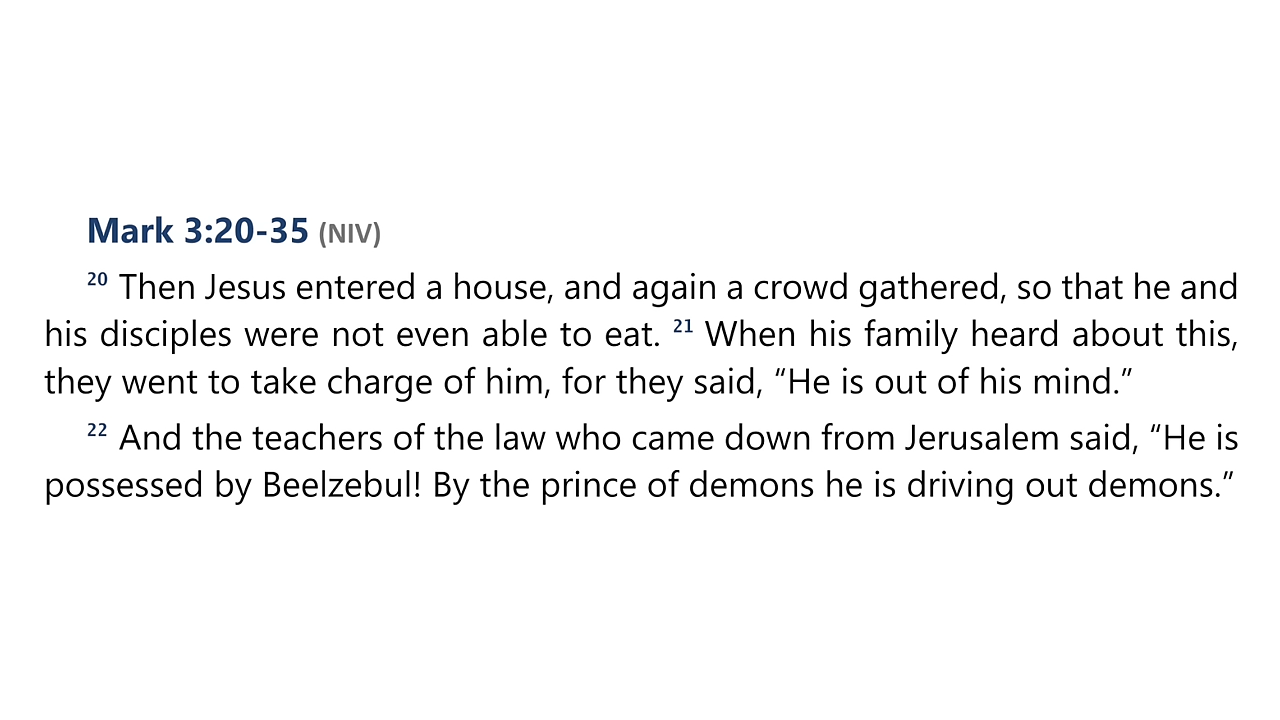 Mark 3:20-35 (NIV)
20 Then Jesus entered a house, and again a crowd gathered, so that he and
his disciples were not even able to eat. 21 When his family heard about this,
they went to take charge of him, for they said, “He is out of his mind.”
22 And the teachers of the law who came down from Jerusalem said, “He is
possessed by Beelzebul! By the prince of demons he is driving out demons.”